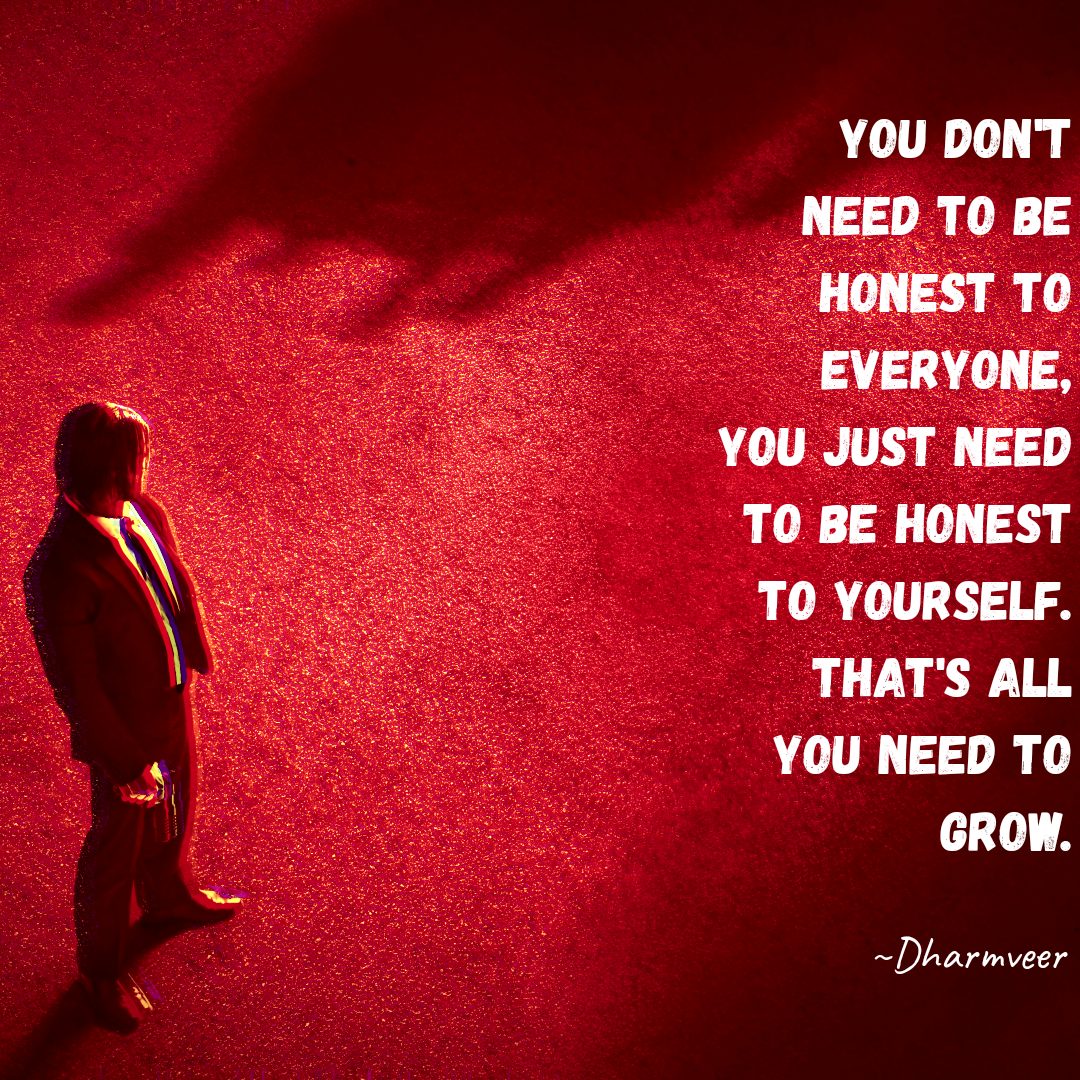 YOU DON'T
NEED TO BE
HONEST TO
EVERYONE,
YOU JUST NEED
TO BE HONEST
TO YOURSELF.
THAT'S ALL
YOU NEED TO
GROW.
~Dharmveer